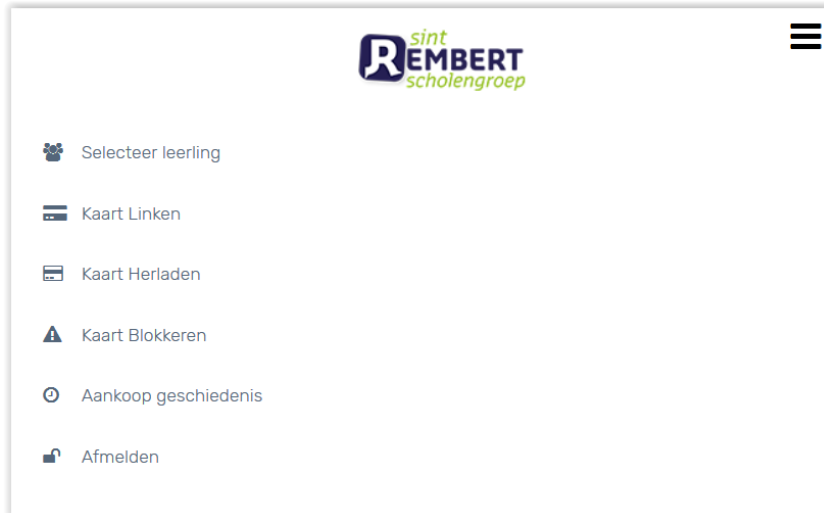 sint
REMBERT
scholengroep
Selecteer leerling
Kaart Linken
Kaart Herladen
Kaart Blokkeren
Aankoop geschiedenis
Afmelden